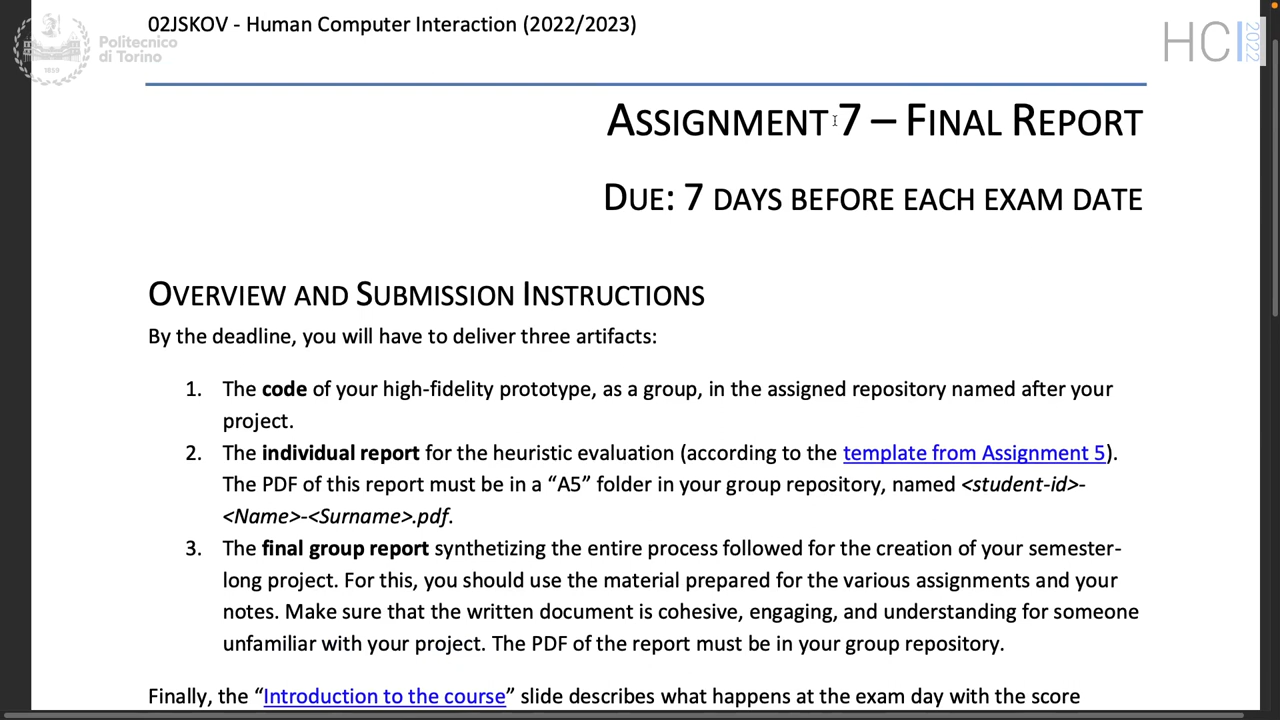 02JSKOV - Human Computer Interaction (2022/2023)
Politecnico
di Torino
1859
HCI 2022
ASSIGNMENT 7 – FINAL REPORT
DUE: 7 DAYS BEFORE EACH EXAM DATE
OVERVIEW AND SUBMISSION INSTRUCTIONS
By the deadline, you will have to deliver three artifacts:
1. The code of your high-fidelity prototype, as a group, in the assigned repository named after your
project.
2. The individual report for the heuristic evaluation (according to the template from Assignment 5).
The PDF of this report must be in a “A5” folder in your group repository, named <student-id>-
<Name>-<Surname>.pdf.
3. The final group report synthetizing the entire process followed for the creation of your semester-
long project. For this, you should use the material prepared for the various assignments and your
notes. Make sure that the written document is cohesive, engaging, and understanding for someone
unfamiliar with your project. The PDF of the report must be in your group repository.
Finally, the “Introduction to the course” slide describes what happens at the exam day with the score